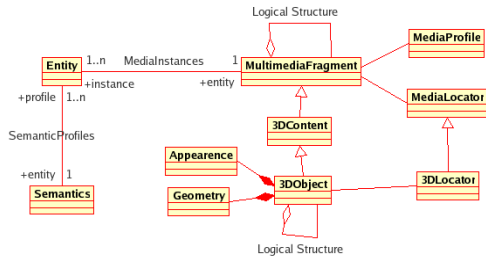 Logical Structure
MediaProfile
1..n MediaInstances 1
Entity
MultimediaFragment
+instance
+entity
+profile 1..n
MediaLocator
3DContent
SemanticProfiles
Appearence
+entity 1
3DObject
3DLocator
Semantics
Geometry
Logical Structure